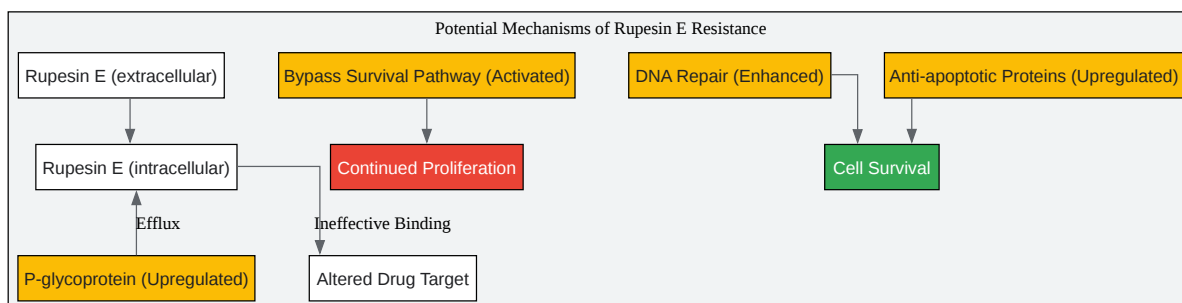 Potential Mechanisms of Rupesin E Resistance
Rupesin E (extracellular)
Bypass Survival Pathway (Activated)
DNA Repair (Enhanced)
Anti-apoptotic Proteins (Upregulated)
Rupesin E (intracellular)
Continued Proliferation
Cell Survival
Efflux
Ineffective Binding
P-glycoprotein (Upregulated)
Altered Drug Target